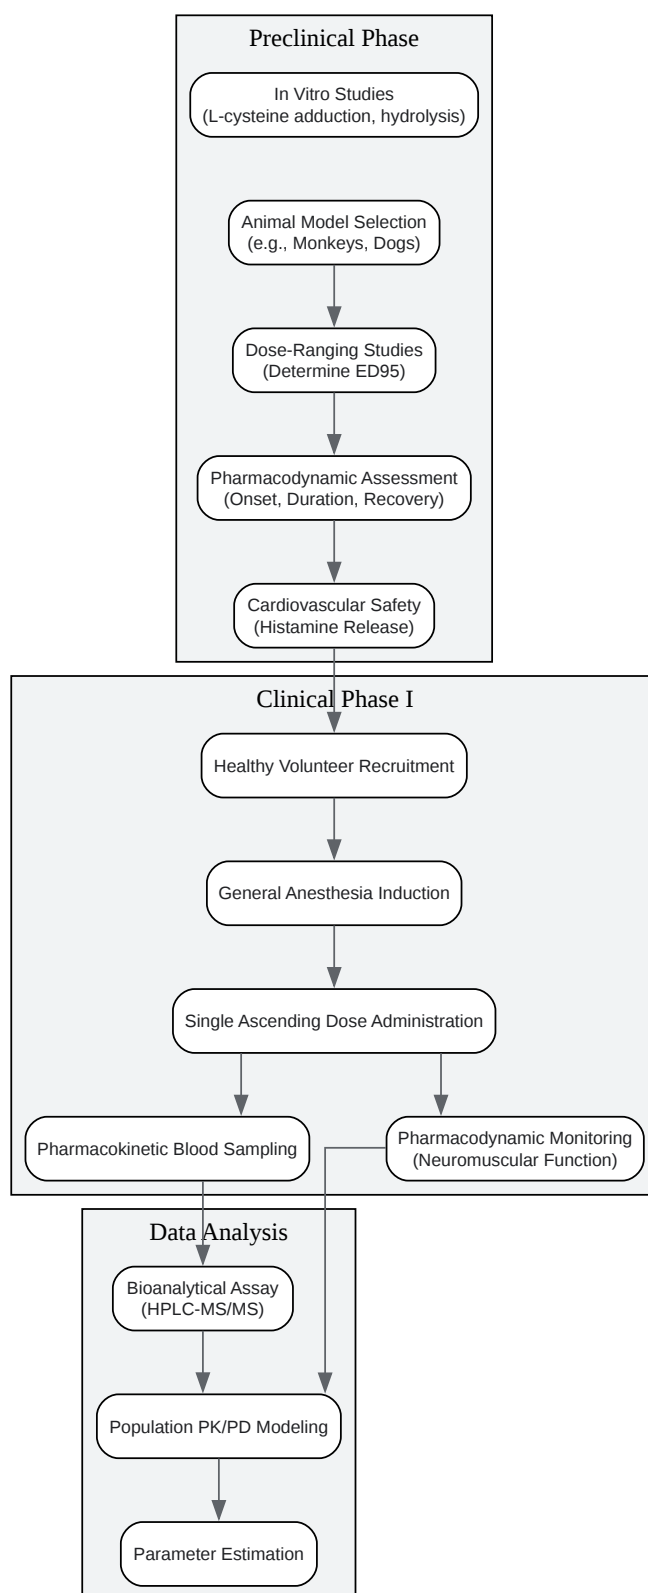 Preclinical Phase
In Vitro Studies
(L-cysteine adduction, hydrolysis)
Animal Model Selection
(e.g., Monkeys, Dogs)
Dose-Ranging Studies
(Determine ED95)
Pharmacodynamic Assessment
(Onset, Duration, Recovery)
Cardiovascular Safety
(Histamine Release)
Clinical Phase I
Healthy Volunteer Recruitment
General Anesthesia Induction
Single Ascending Dose Administration
Pharmacokinetic Blood Sampling
Pharmacodynamic Monitoring
(Neuromuscular Function)
Data Analysis
Bioanalytical Assay
(HPLC-MS/MS)
Population PK/PD Modeling
Parameter Estimation